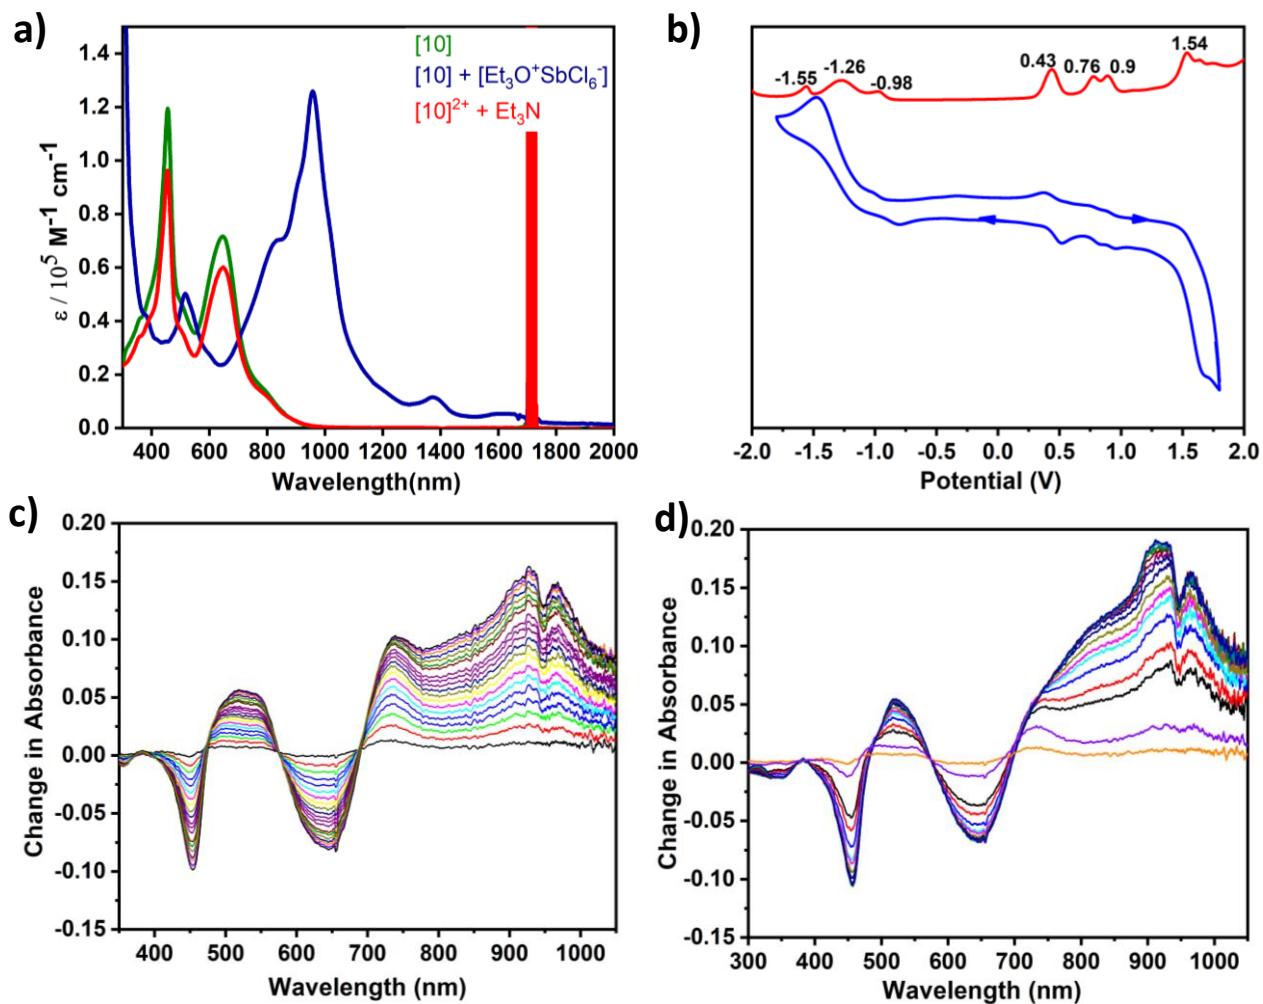 a)
[10]
[10] + [Et₃O⁺SbCl₆⁻]
[10]²⁺ + Et₃N
ε / 10⁵ M⁻¹ cm⁻¹
1.4
1.2
1.0
0.8
0.6
0.4
0.2
0.0
400 600 800 1000 1200 1400 1600 1800 2000
Wavelength(nm)
b)
-1.55 -1.26 -0.98 0.43 0.76 0.9 1.54
-2.0 -1.5 -1.0 -0.5 0.0 0.5 1.0 1.5 2.0
Potential (V)
c)
Change in Absorbance
0.20
0.15
0.10
0.05
0.00
-0.05
-0.10
-0.15
400 500 600 700 800 900 1000
Wavelength (nm)
d)
Change in Absorbance
0.20
0.15
0.10
0.05
0.00
-0.05
-0.10
-0.15
300 400 500 600 700 800 900 1000
Wavelength (nm)